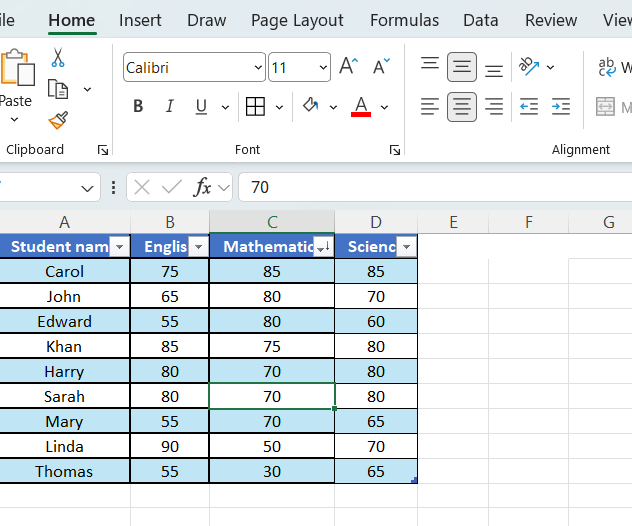 ile Home Insert Draw Page Layout Formulas Data Review Viev
Calibri 11 A A ab W
Paste B I U A M
Clipboard Font Alignment
fx 70
A B C D E F G
Student nam Englis Mathematic Scienc
Carol 75 85 85
John 65 80 70
Edward 55 80 60
Khan 85 75 80
Harry 80 70 80
Sarah 80 70 80
Mary 55 70 65
Linda 90 50 70
Thomas 55 30 65